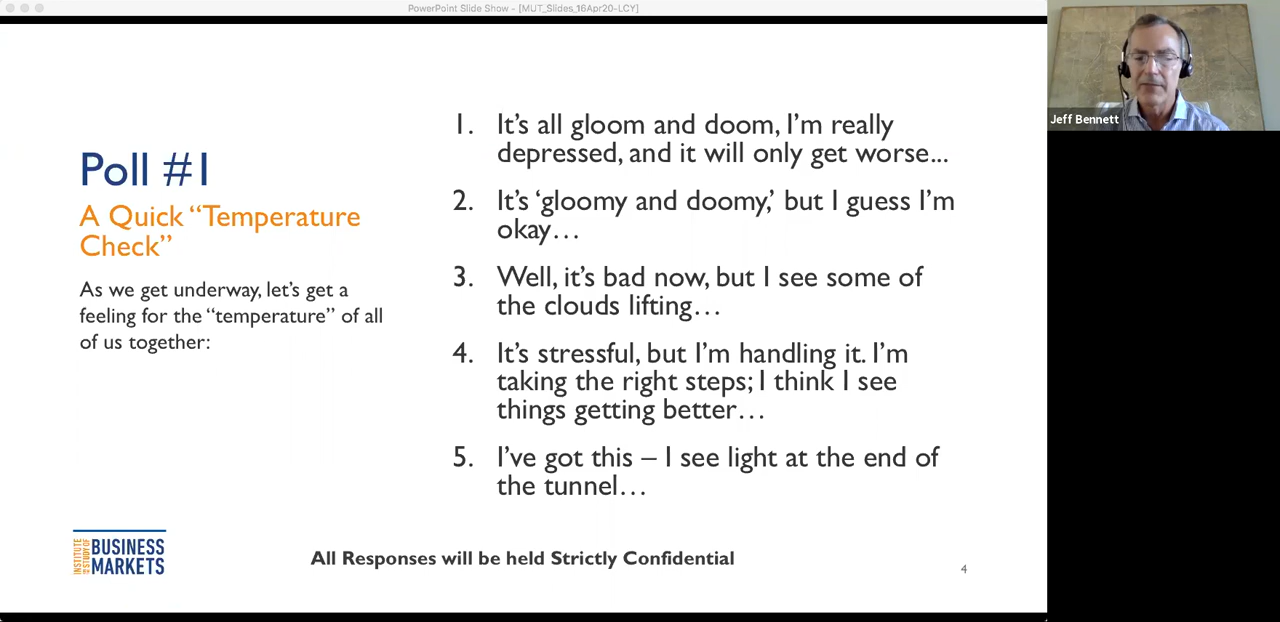 PowerPoint Slide Show - [MUT_Slides_16Apr20-LCY]
Jeff Bennett
Poll #1
A Quick “Temperature
Check”
As we get underway, let’s get a
feeling for the “temperature” of all
of us together:
1. It’s all gloom and doom, I’m really
depressed, and it will only get worse...
2. It’s ‘gloomy and doomy,’ but I guess I’m
okay…
3. Well, it’s bad now, but I see some of
the clouds lifting…
4. It’s stressful, but I’m handling it. I’m
taking the right steps; I think I see
things getting better…
5. I’ve got this – I see light at the end of
the tunnel…
INSTITUTE
FOR THE
STUDY OF
BUSINESS
MARKETS
All Responses will be held Strictly Confidential
4